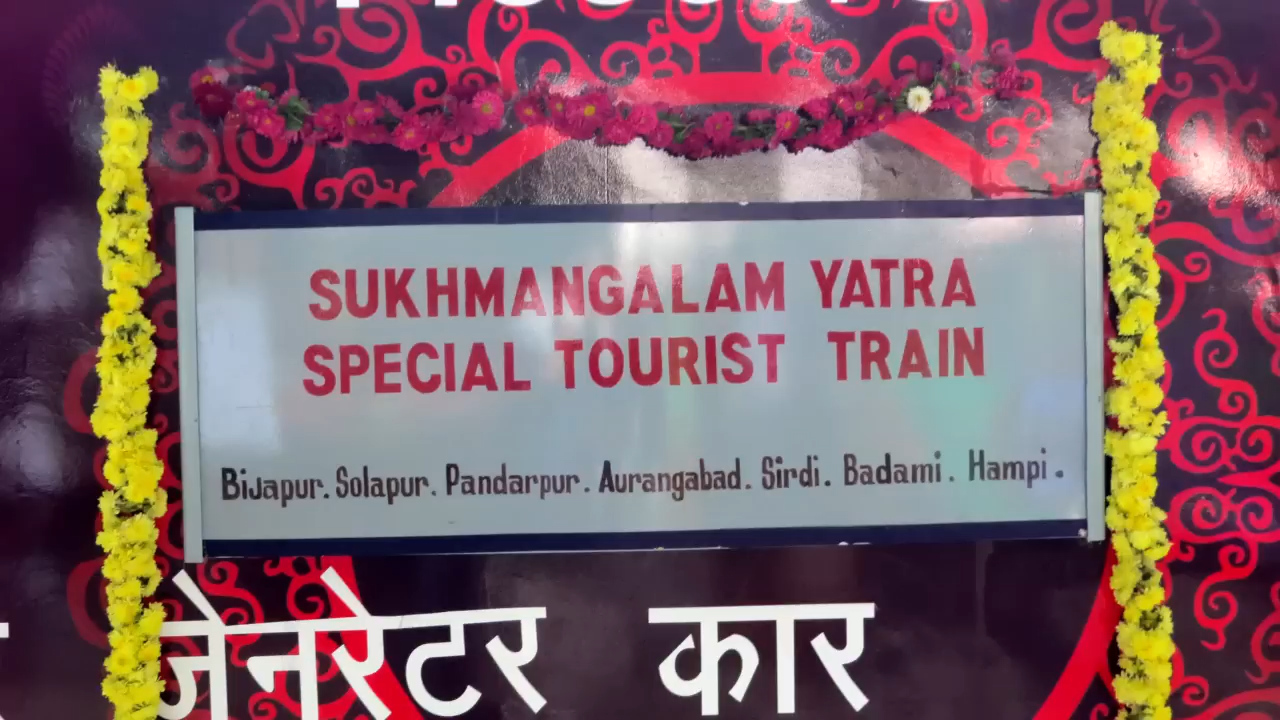 SUKHMANGALAM YATRA
SPECIAL TOURIST TRAIN
Bijapur. Solapur. Pandarpur. Aurangabad. Sirdi. Badami. Hampi.
जेनरेटर कार